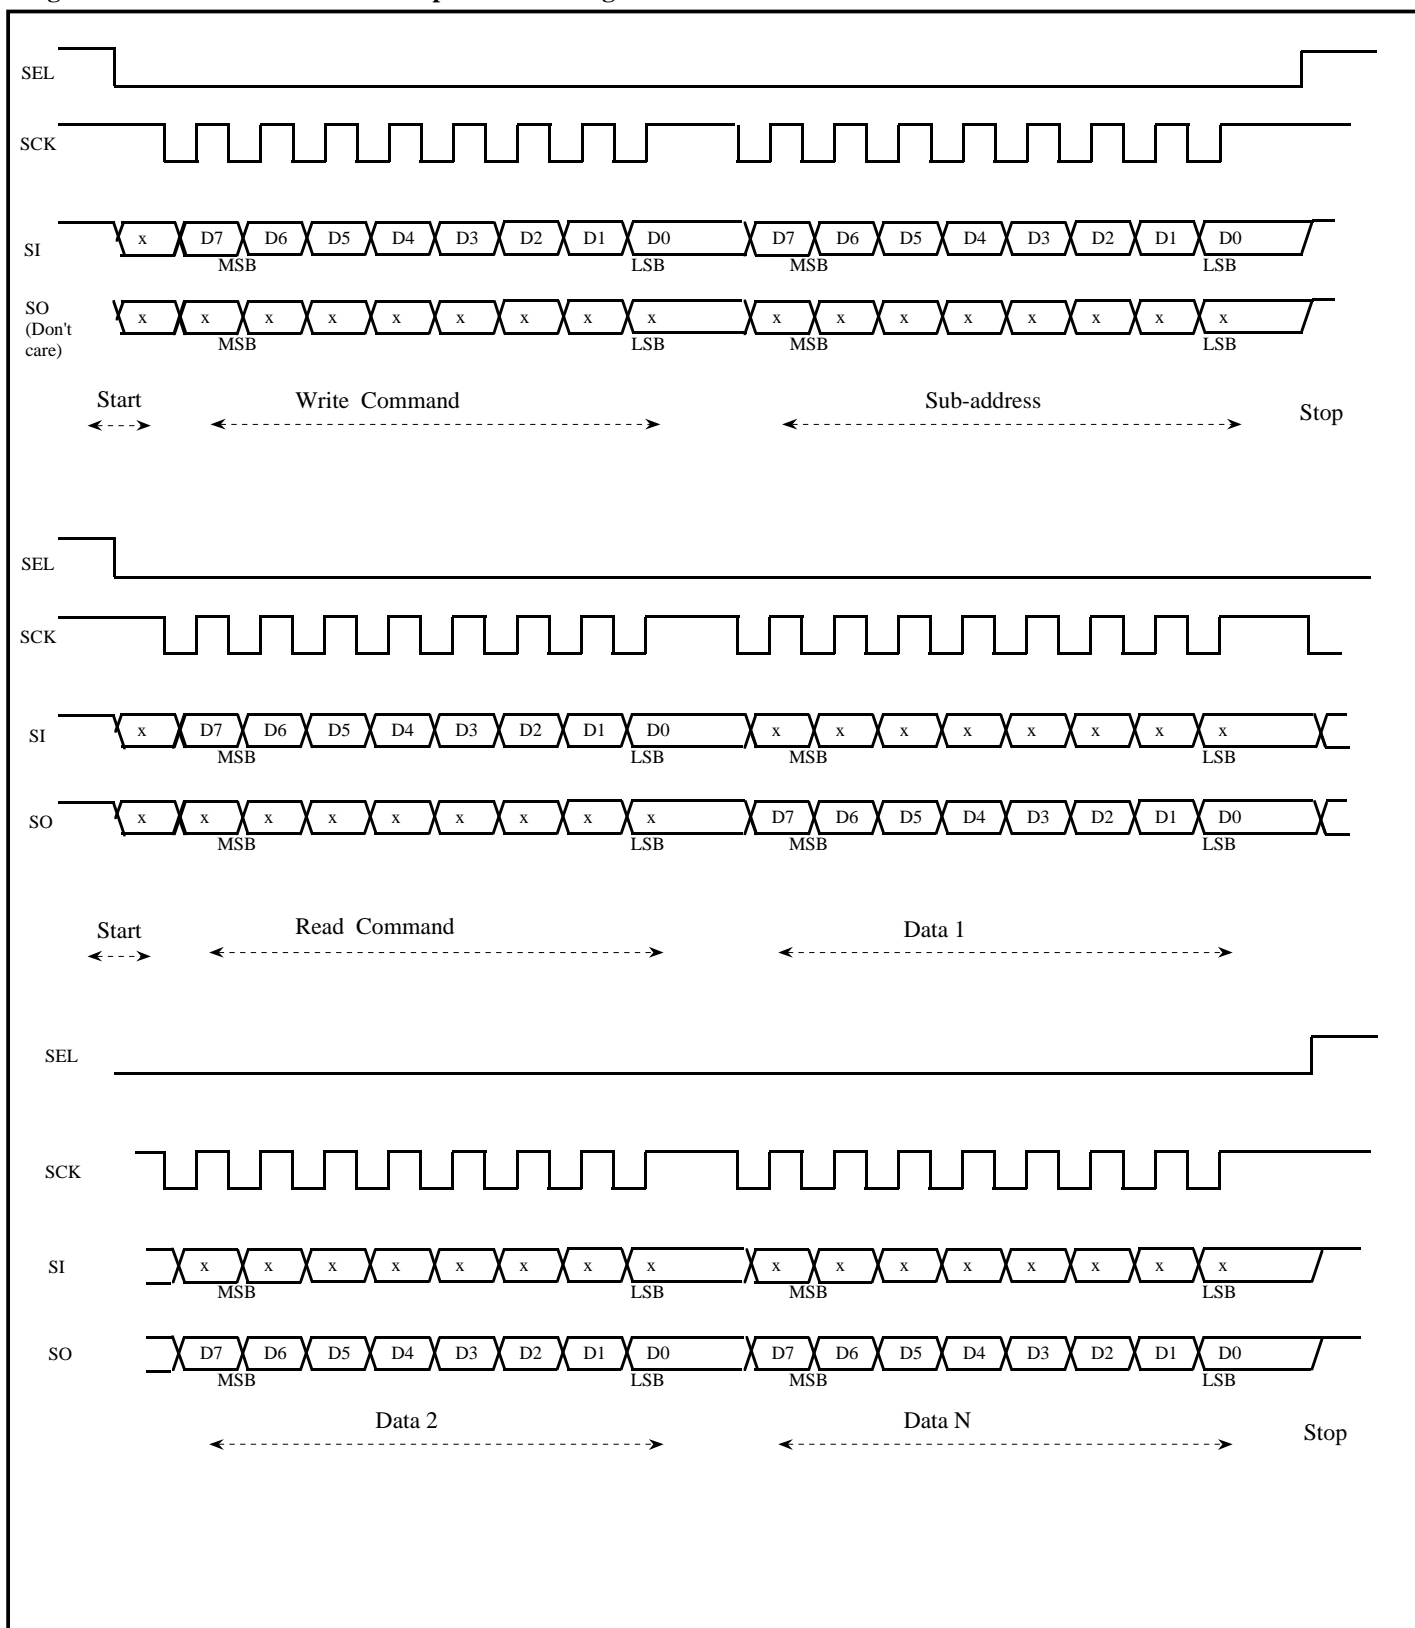 SEL
SCK
SI x D7 D6 D5 D4 D3 D2 D1 D0 D7 D6 D5 D4 D3 D2 D1 D0
MSB LSB MSB LSB
SO (Don't care) x x x x x x x x x x x x x x x x x
MSB LSB MSB LSB
Start Write Command Sub-address Stop
SEL
SCK
SI x D7 D6 D5 D4 D3 D2 D1 D0 x x x x x x x x
MSB LSB MSB LSB
SO x x x x x x x x x D7 D6 D5 D4 D3 D2 D1 D0
MSB LSB MSB LSB
Start Read Command Data 1
SEL
SCK
SI x x x x x x x x x x x x x x x x
MSB LSB MSB LSB
SO D7 D6 D5 D4 D3 D2 D1 D0 D7 D6 D5 D4 D3 D2 D1 D0
MSB LSB MSB LSB
Data 2 Data N Stop